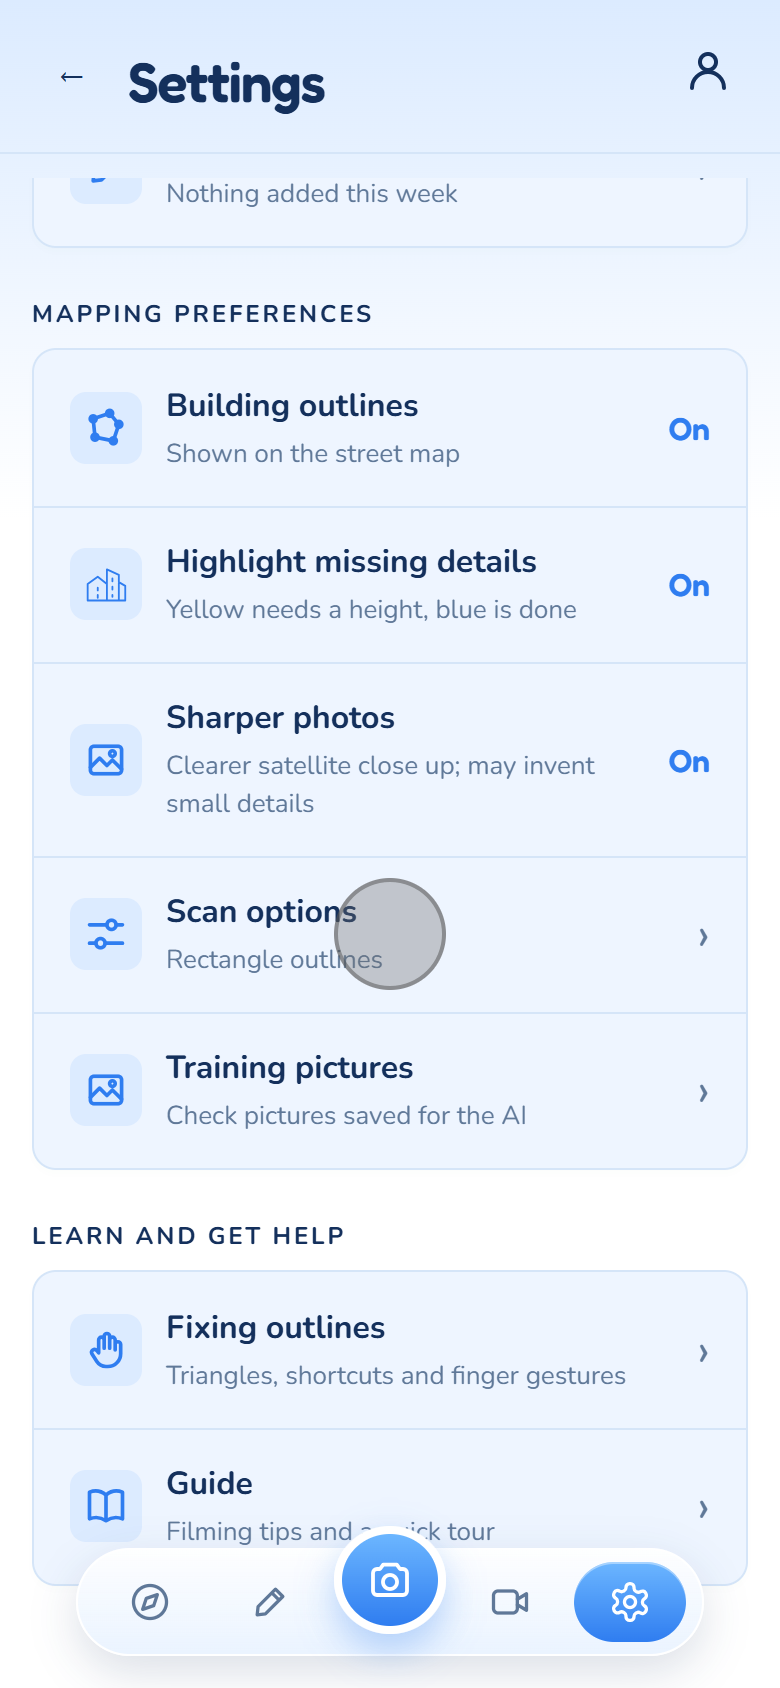 ← Settings
Nothing added this week
MAPPING PREFERENCES
Building outlines
Shown on the street map
On
Highlight missing details
Yellow needs a height, blue is done
On
Sharper photos
Clearer satellite close up; may invent
small details
On
Scan options
Rectangle outlines
Training pictures
Check pictures saved for the AI
LEARN AND GET HELP
Fixing outlines
Triangles, shortcuts and finger gestures
Guide
Filming tips and a quick tour